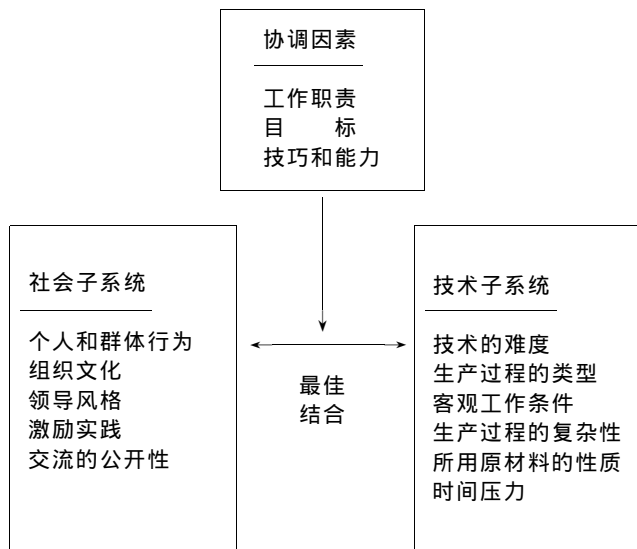 协调因素
工作职责
目 标
技巧和能力
社会子系统
个人和群体行为
组织文化
领导风格
激励实践
交流的公开性
最佳
结合
技术子系统
技术的难度
生产过程的类型
客观工作条件
生产过程的复杂性
所用原材料的性质
时间压力